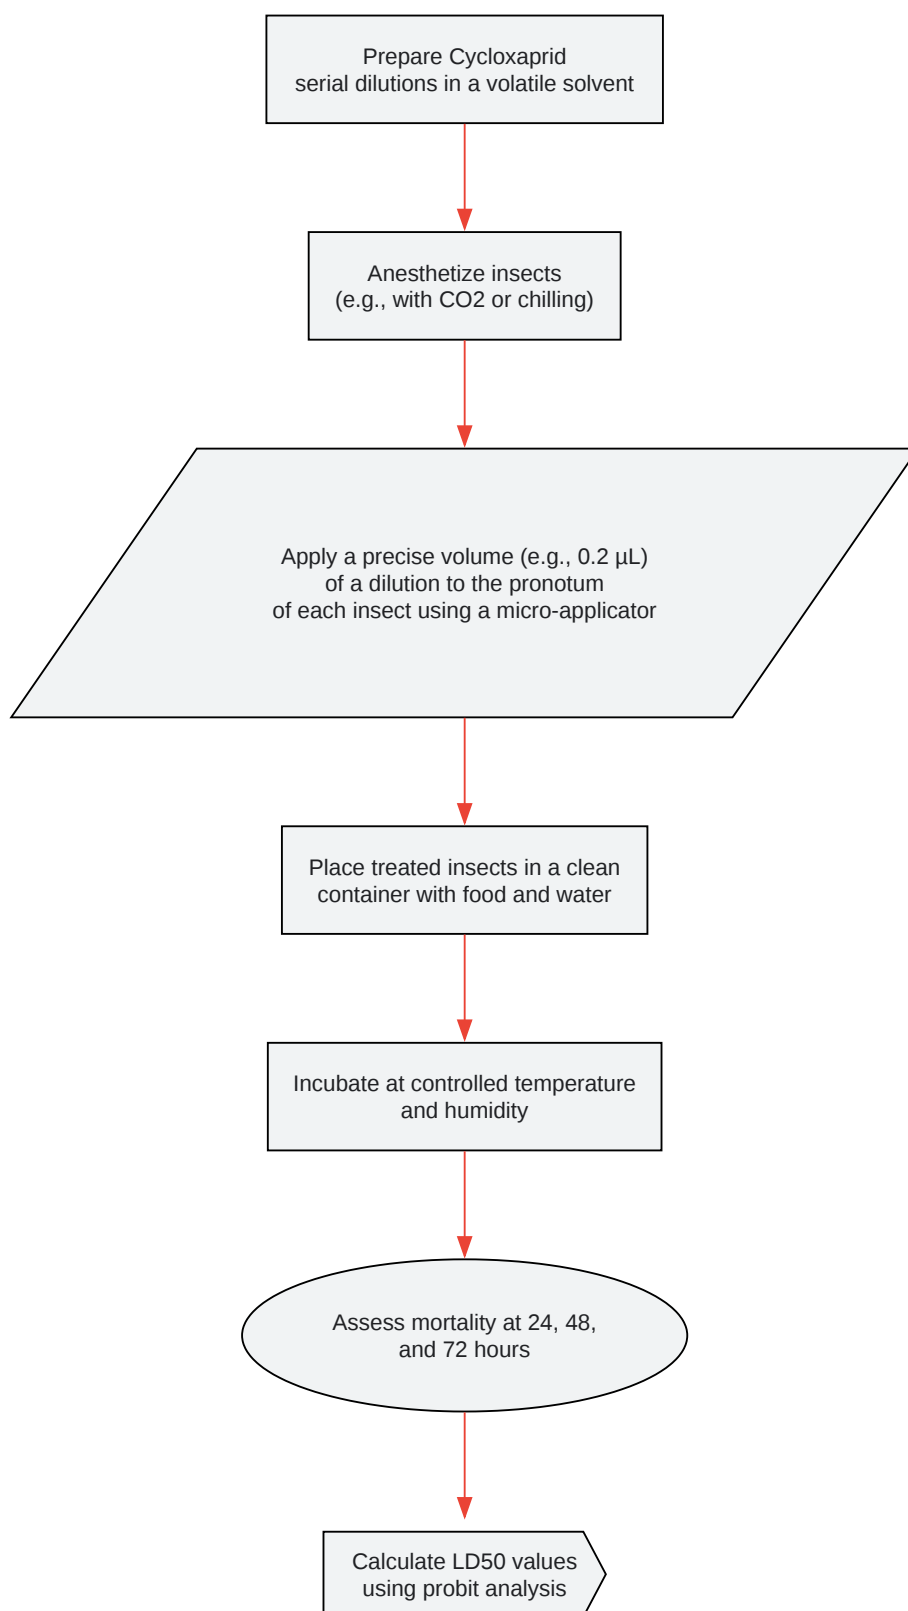 Prepare Cycloxaprid
serial dilutions in a volatile solvent
Anesthetize insects
(e.g., with CO2 or chilling)
Apply a precise volume (e.g., 0.2 µL)
of a dilution to the pronotum
of each insect using a micro-applicator
Place treated insects in a clean
container with food and water
Incubate at controlled temperature
and humidity
Assess mortality at 24, 48,
and 72 hours
Calculate LD50 values
using probit analysis